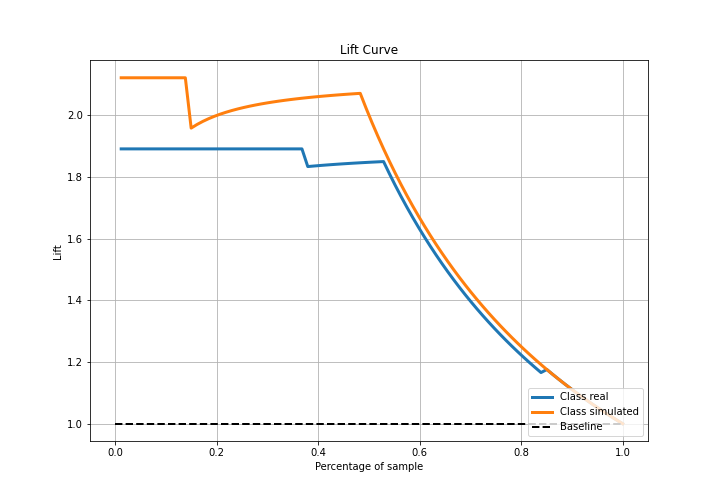 Lift Curve
Lift
2.0
1.8
1.6
1.4
1.2
1.0
0.0
0.2
0.4
0.6
0.8
1.0
Percentage of sample
Class real
Class simulated
Baseline